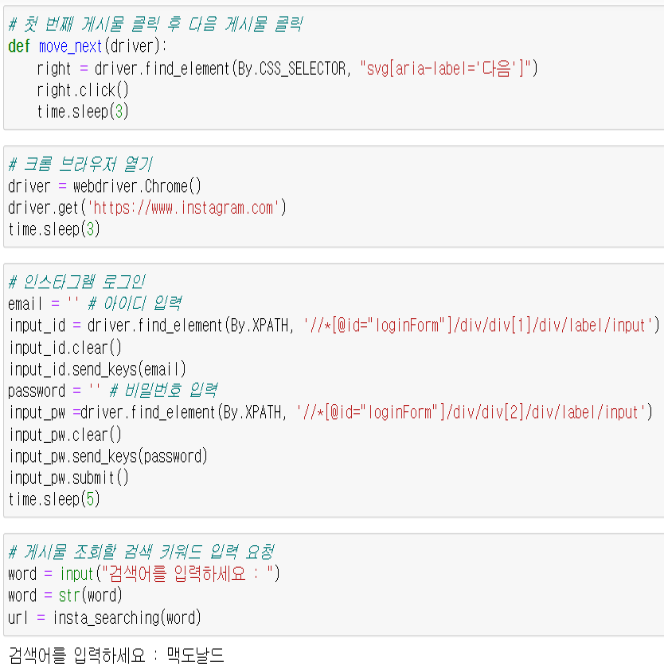 # 첫 번째 게시물 클릭 후 다음 게시물 클릭
def move_next(driver):
    right = driver.find_element(By.CSS_SELECTOR, "svg[aria-label='다음']")
    right.click()
    time.sleep(3)
# 크롬 브라우저 열기
driver = webdriver.Chrome()
driver.get('https://www.instagram.com')
time.sleep(3)
# 인스타그램 로그인
email = '' # 아이디 입력
input_id = driver.find_element(By.XPATH, '//*[@id="loginForm"]/div/div[1]/div/label/input')
input_id.clear()
input_id.send_keys(email)
password = '' # 비밀번호 입력
input_pw =driver.find_element(By.XPATH, '//*[@id="loginForm"]/div/div[2]/div/label/input')
input_pw.clear()
input_pw.send_keys(password)
input_pw.submit()
time.sleep(5)
# 게시물 조회할 검색 키워드 입력 요청
word = input("검색어를 입력하세요 : ")
word = str(word)
url = insta_searching(word)
검색어를 입력하세요 : 맥도날드